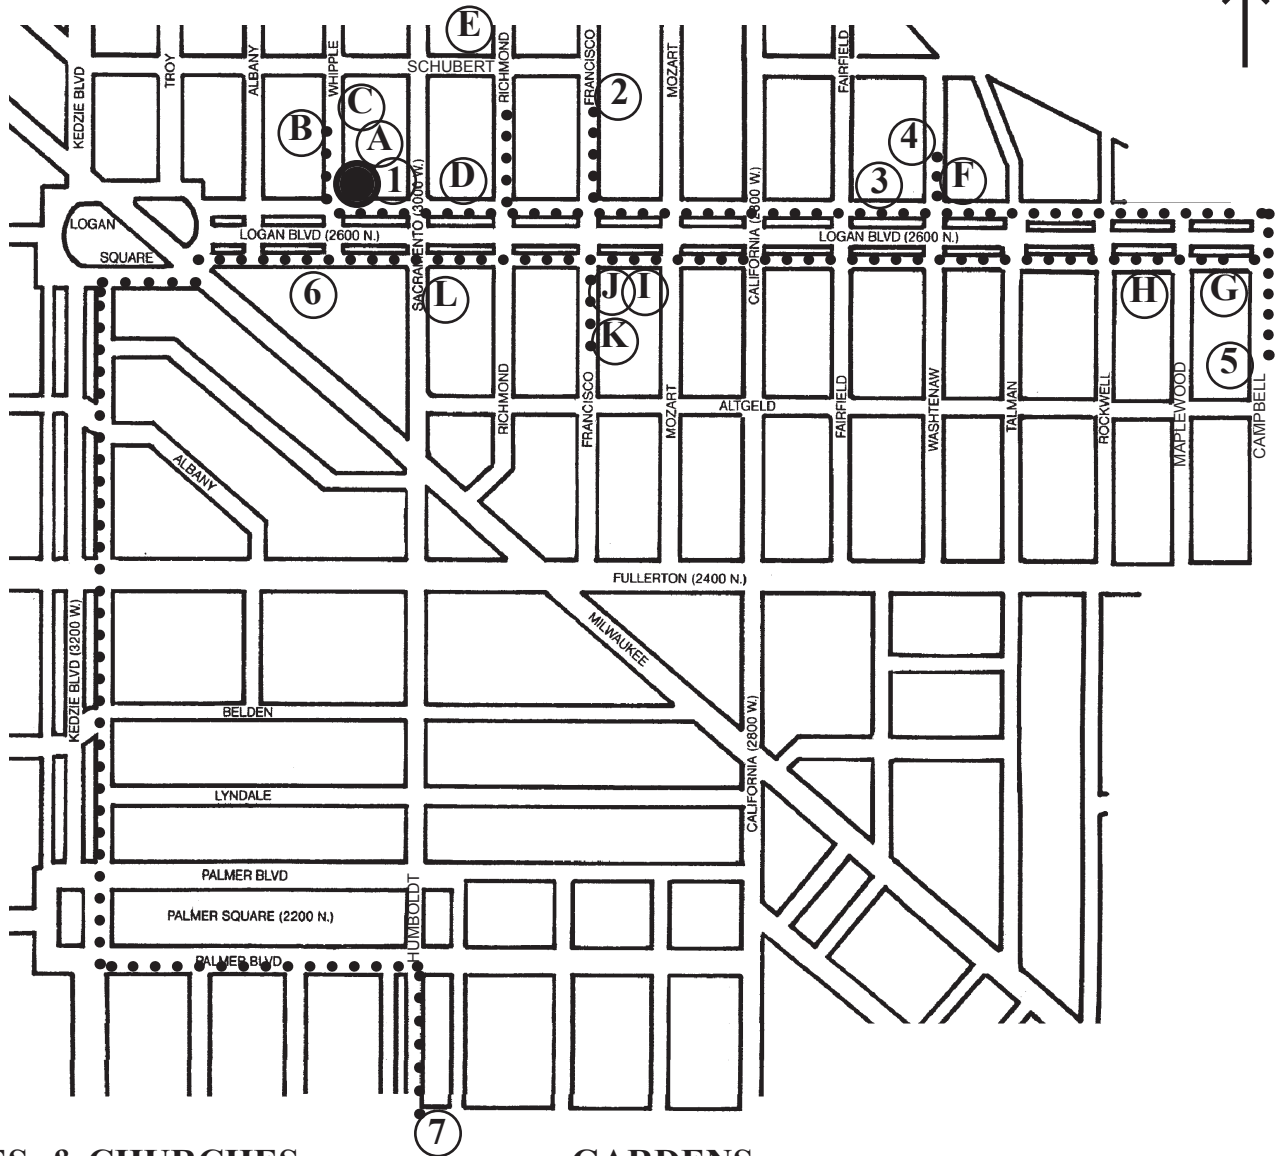 E
SCHUBERT
KEDZIE BLVD
TROY
ALBANY
WHIPPLE
RICHMOND
FRANCISCO
MOZART
FAIRFIELD
C
2
B
A
4
1
D
3
F
SACRAMENTO (3000 W.)
CALIFORNIA (2800 W.)
LOGAN
SQUARE
LOGAN BLVD (2600 N.)
LOGAN BLVD (2600 N.)
6
L
J
I
H
G
K
5
RICHMOND
FRANCISCO
MOZART
ALTGELD
FAIRFIELD
WASHTENAW
TALMAN
ROCKWELL
MAPLEWOOD
CAMPBELL
ALBANY
FULLERTON (2400 N.)
KEDZIE BLVD (3200 W.)
MILWAUKEE
BELDEN
CALIFORNIA (2800 W.)
LYNDALE
PALMER BLVD
PALMER SQUARE (2200 N.)
HUMBOLDT
PALMER BLVD
7
ES & CHURCHES
GARDENS